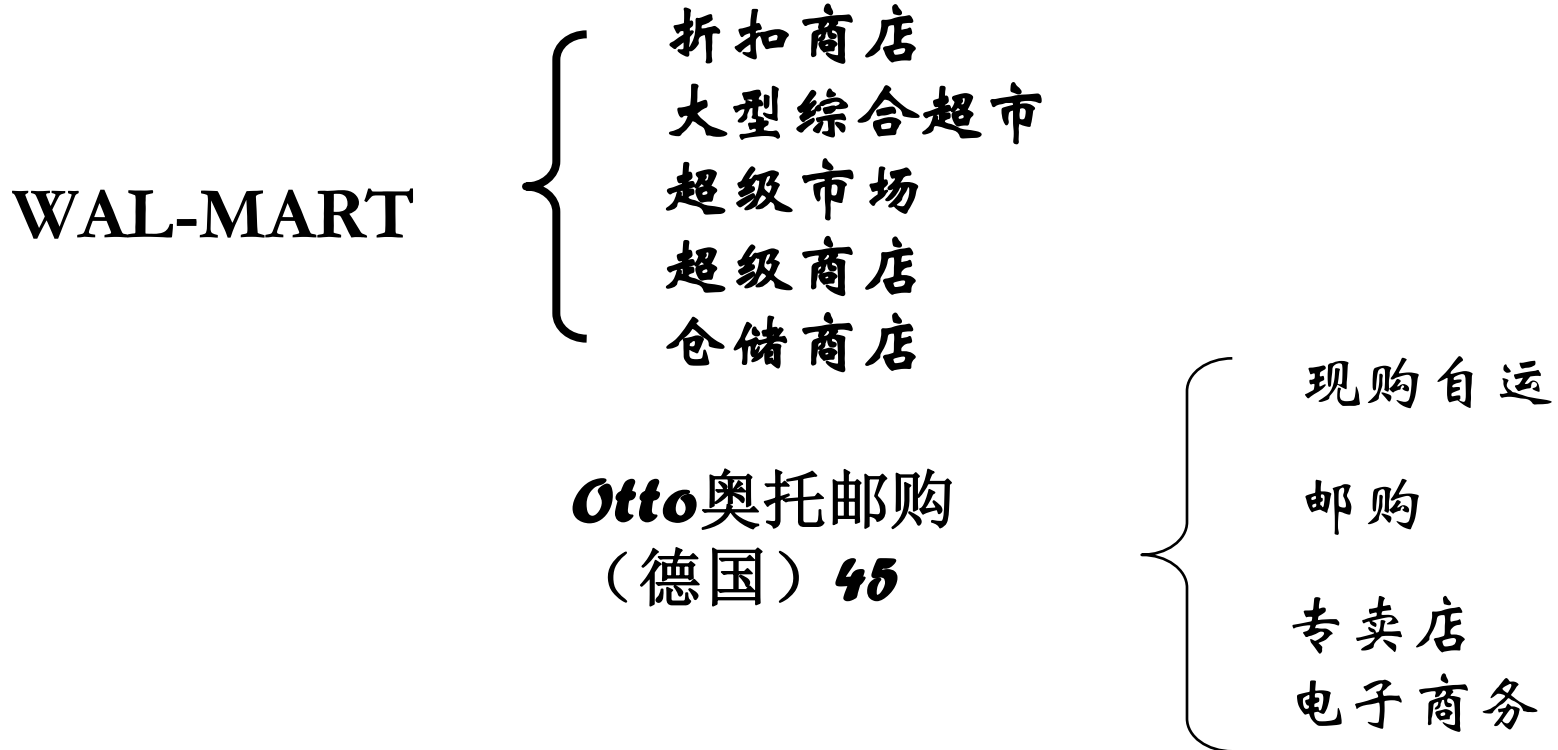 WAL-MART
折扣商店
大型综合超市
超级市场
超级商店
仓储商店
Otto奥托邮购
（德国）45
现购自运
邮购
专卖店
电子商务